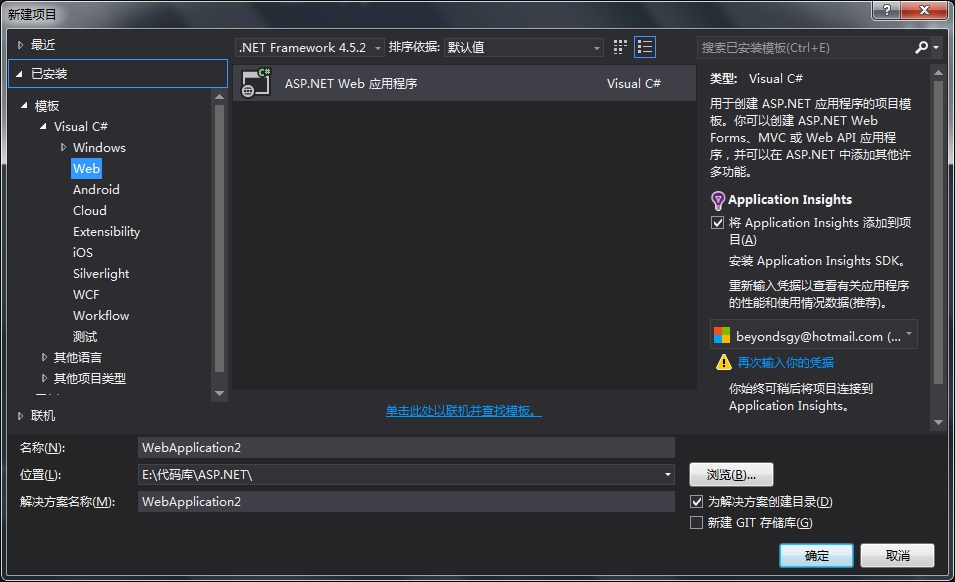 新建项目
?
最近
已安装
模板
Visual C#
Windows
Web
Android
Cloud
Extensibility
iOS
Silverlight
WCF
Workflow
测试
其他语言
其他项目类型
联机
.NET Framework 4.5.2
排序依据:
默认值
C#
ASP.NET Web 应用程序
Visual C#
单击此处以联机并查找模板。
搜索已安装模板(Ctrl+E)
类型: Visual C#
用于创建 ASP.NET 应用程序的项目模
板。你可以创建 ASP.NET Web
Forms、MVC 或 Web API 应用程
序，并可以在 ASP.NET 中添加其他许
多功能。
Application Insights
将 Application Insights 添加到项
目(A)
安装 Application Insights SDK。
重新输入凭据以查看有关应用程序
的性能和使用情况数据(推荐)。
beyondsgy@hotmail.com (...
再次输入你的凭据
你始终可稍后将项目连接到
Application Insights。
名称(N):
WebApplication2
位置(L):
E:\代码库\ASP.NET\
浏览(B)...
解决方案名称(M):
WebApplication2
为解决方案创建目录(D)
新建 GIT 存储库(G)
确定
取消